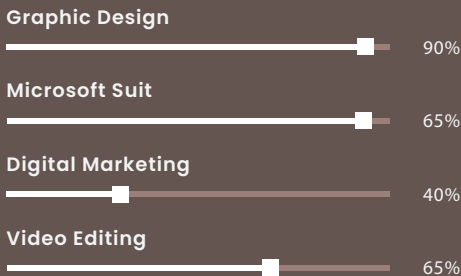 Graphic Design
90%
Microsoft Suit
65%
Digital Marketing
40%
Video Editing
65%